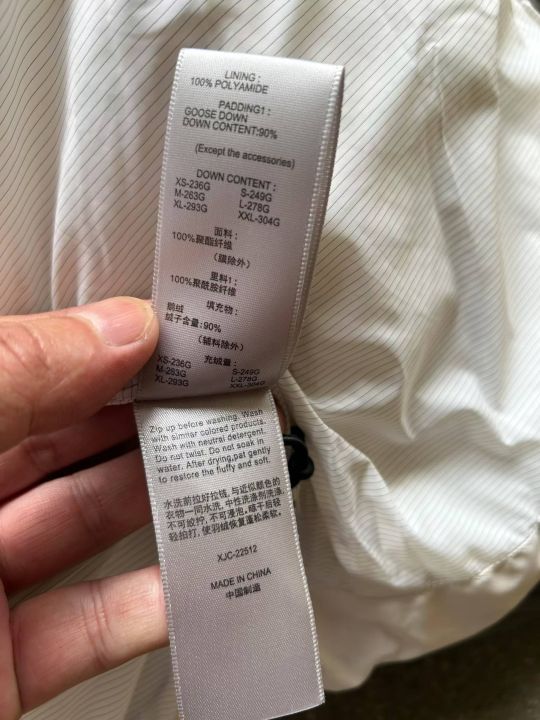 LINING :
100% POLYAMIDE
PADDING1 :
GOOSE DOWN
DOWN CONTENT:90%
(Except the accessories)
DOWN CONTENT :
XS-236G S-249G
M-263G L-278G
XL-293G XXL-304G
面料 :
100%聚酯纤维
（膜除外）
里料1 :
100%聚酰胺纤维
填充物 :
鹅绒
绒子含量:90%
（辅料除外）
充绒量 :
XS-236G S-249G
M-263G L-278G
XL-293G XXL-304G
Zip up before washing. Wash
with similar colored products.
Wash with neutral detergent.
Do not twist. Do not soak in
water. After drying,pat gently
to restore the fluffy and soft.
水洗前拉好拉链, 与近似颜色的
衣物一同水洗, 中性洗涤剂洗涤,
不可绞拧, 不可浸泡。晾干后轻
轻拍打, 使羽绒恢复蓬松柔软。
XJC-22512
MADE IN CHINA
中国制造